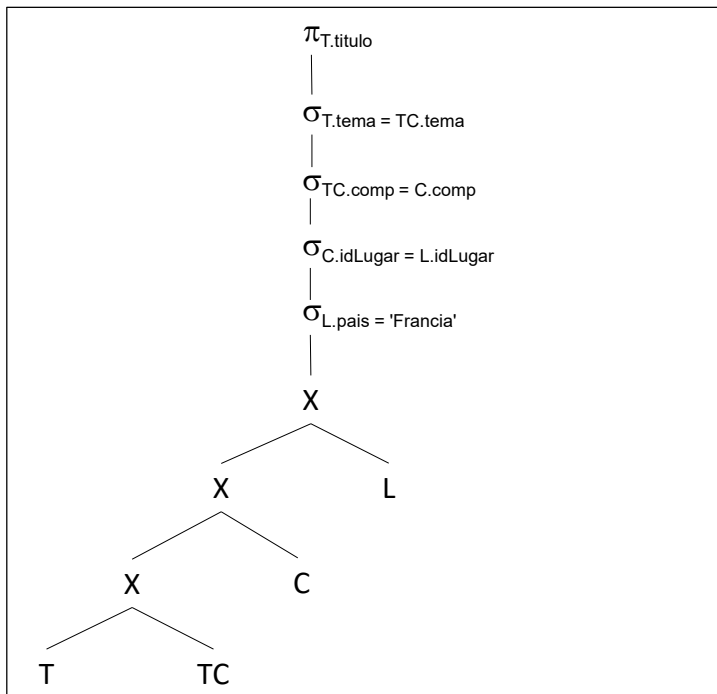 π T.titulo
σ T.tema = TC.tema
σ TC.comp = C.comp
σ C.idLugar = L.idLugar
σ L.pais = 'Francia'
X
X L
X C
T TC